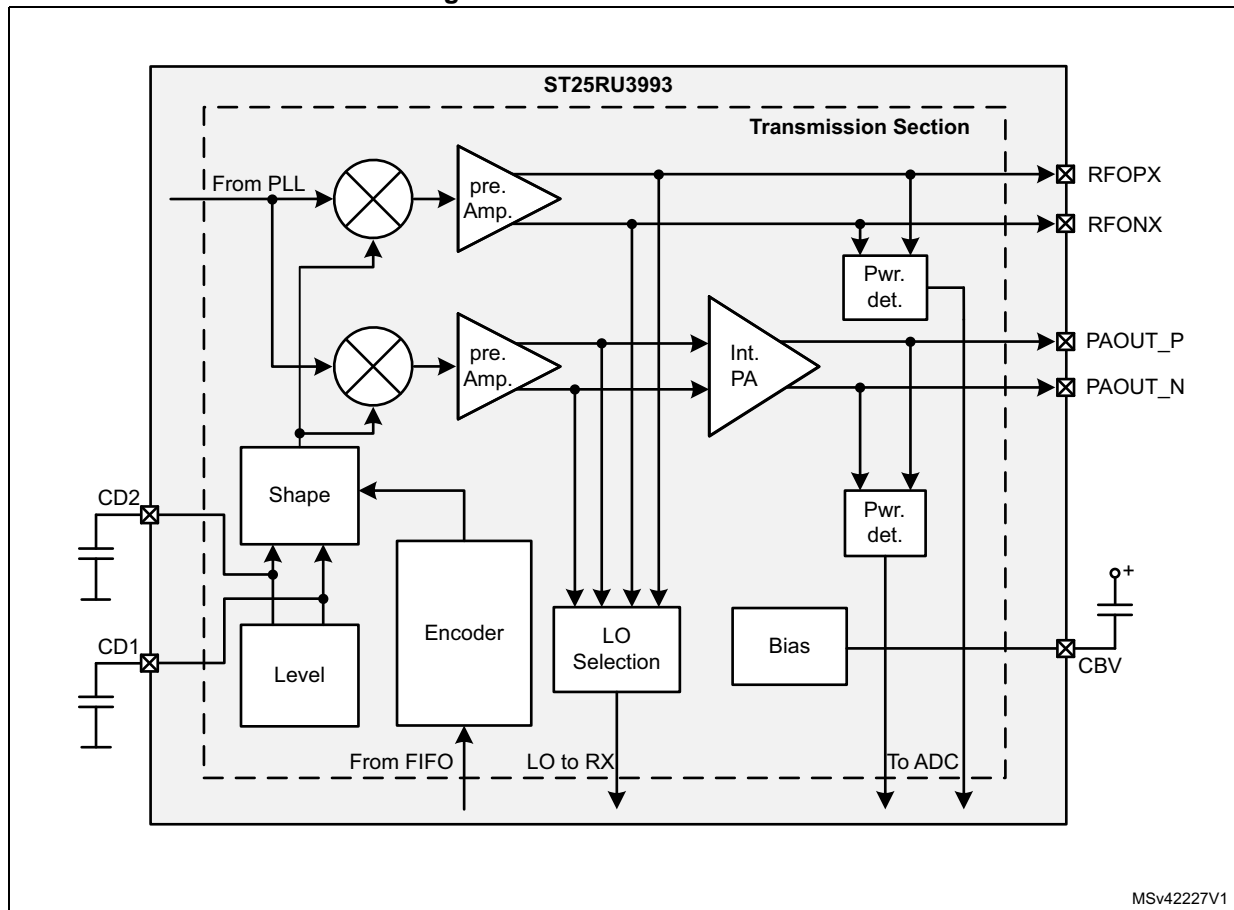 ST25RU3993
Transmission Section
From PLL
pre.
Amp.
RFOPX
RFONX
Pwr.
det.
pre.
Amp.
Int.
PA
PAOUT_P
PAOUT_N
CD2
Shape
Pwr.
det.
+
CD1
Level
Encoder
LO
Selection
Bias
CBV
From FIFO
LO to RX
To ADC
MSv42227V1